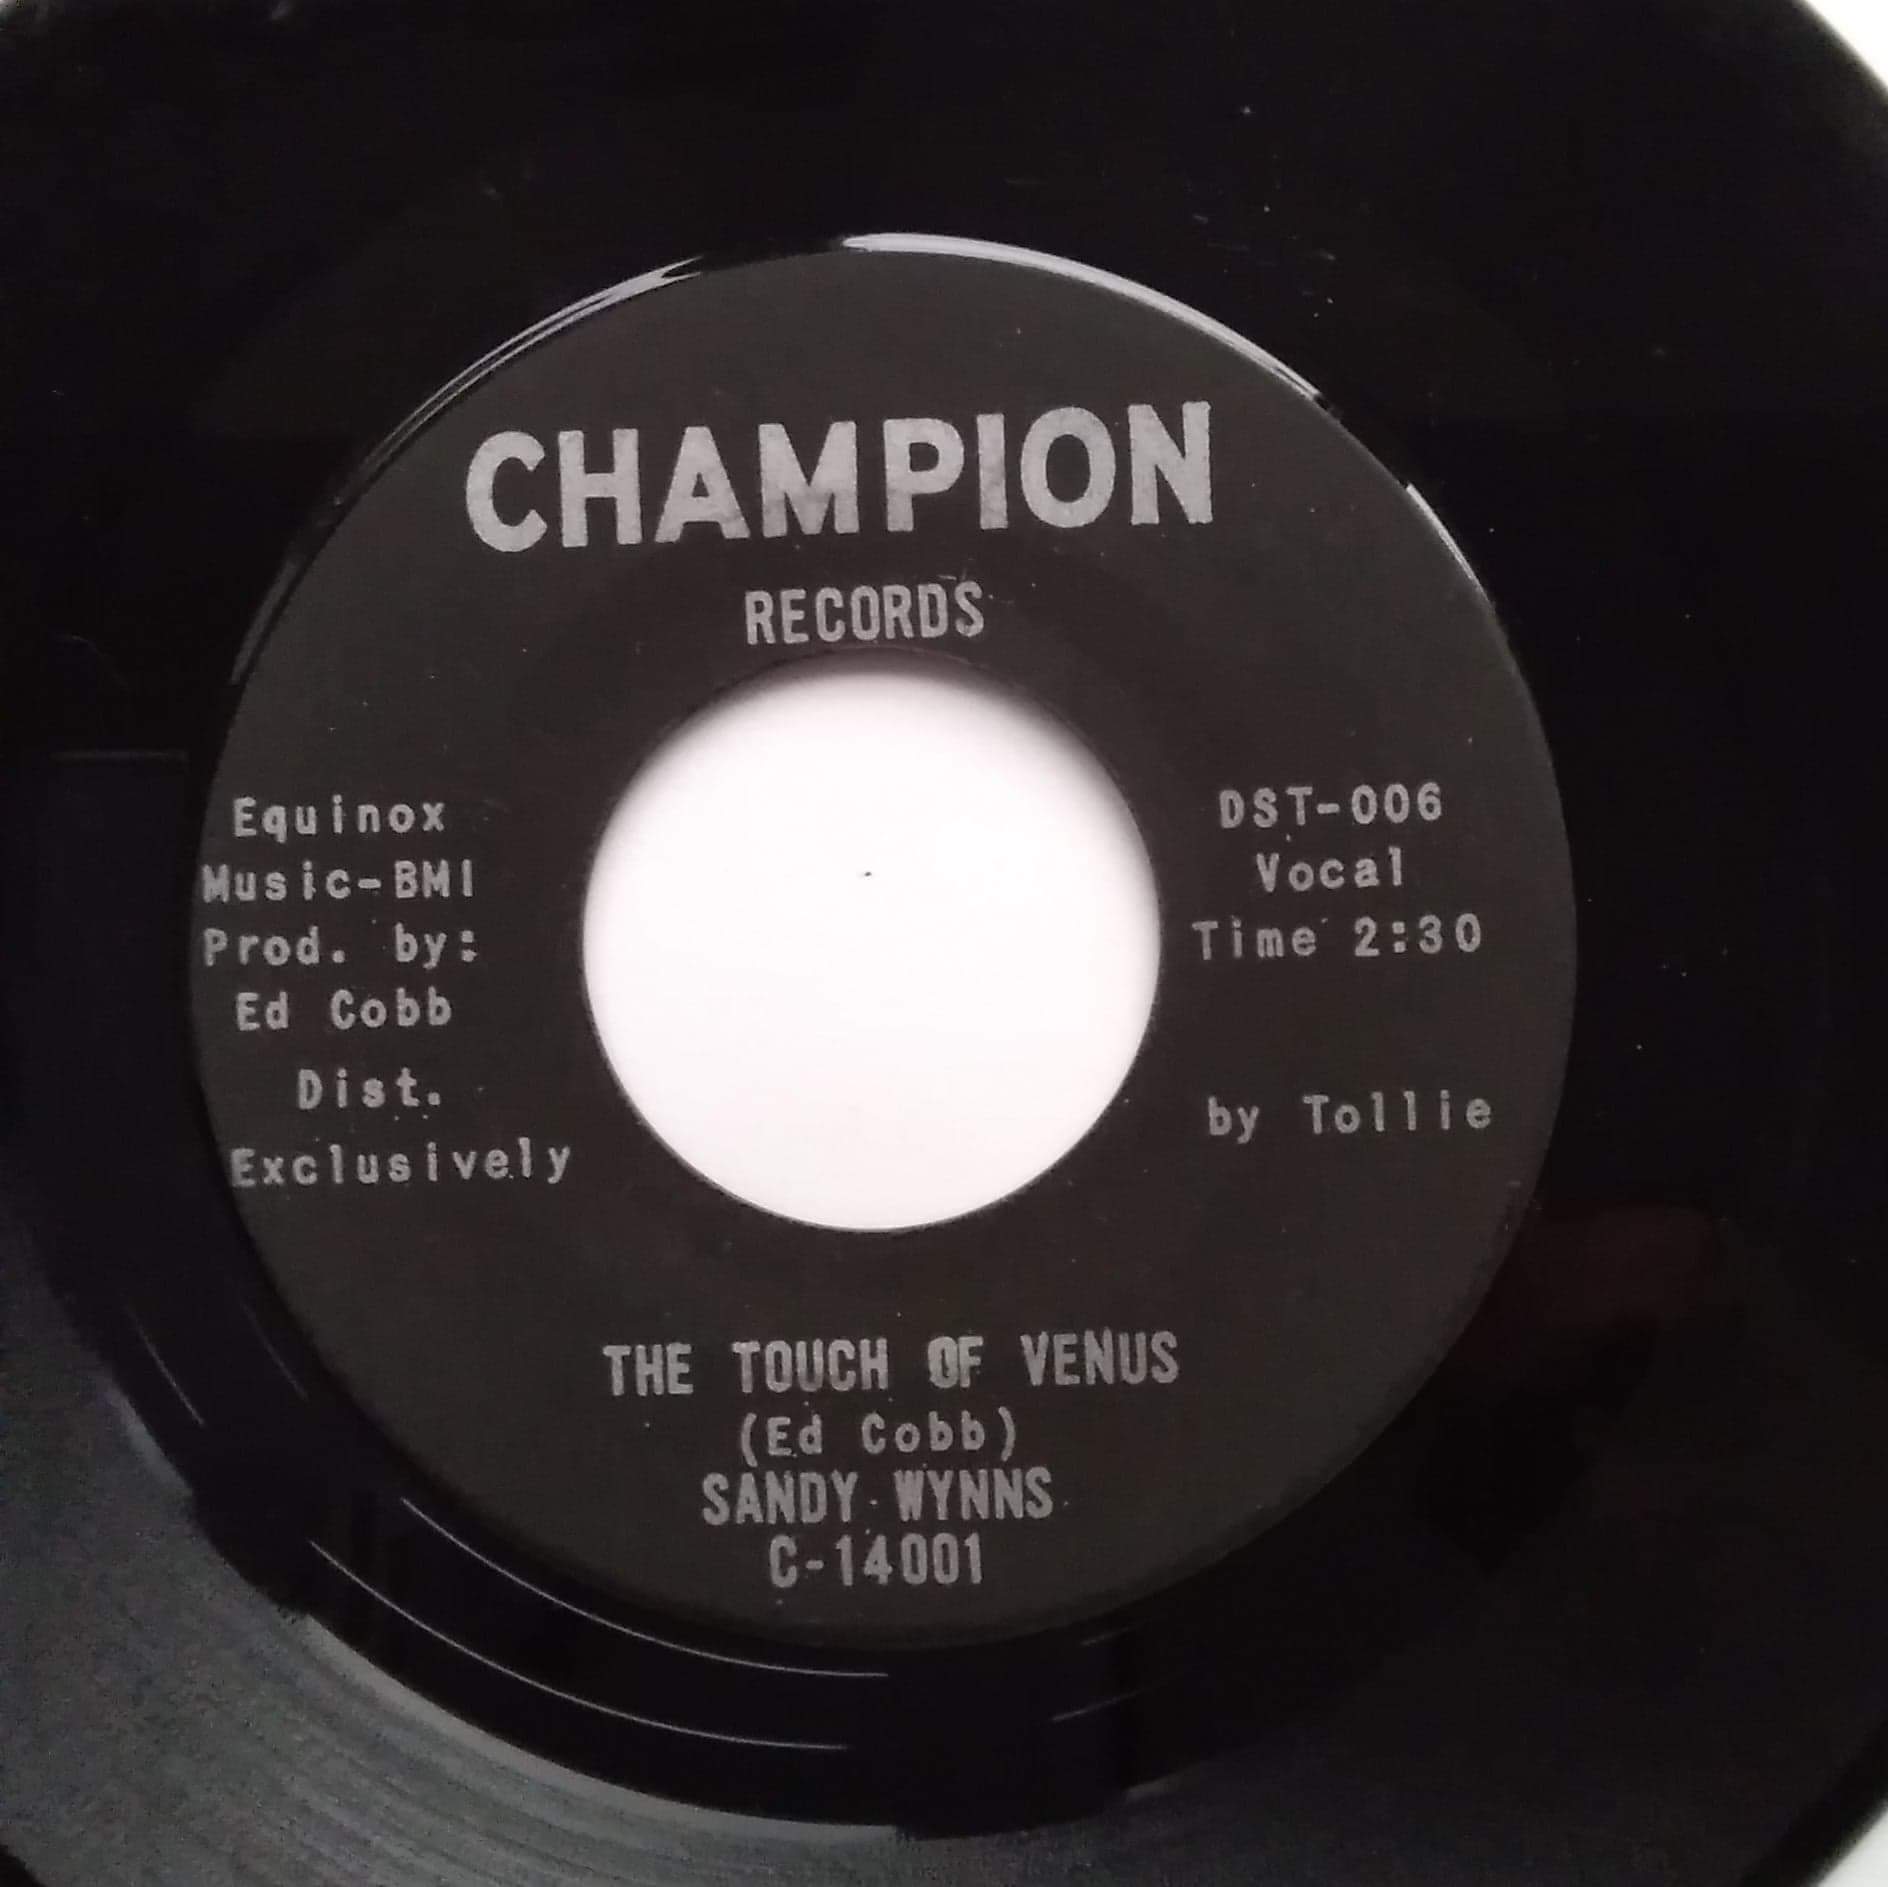 CHAMPION
RECORDS
Equinox
Music-BMI
Prod. by:
Ed Cobb
Dist.
Exclusively
DST-006
Vocal
Time 2:30
by Tollie
THE TOUCH OF VENUS
(Ed Cobb)
SANDY WYNNS
C-14001